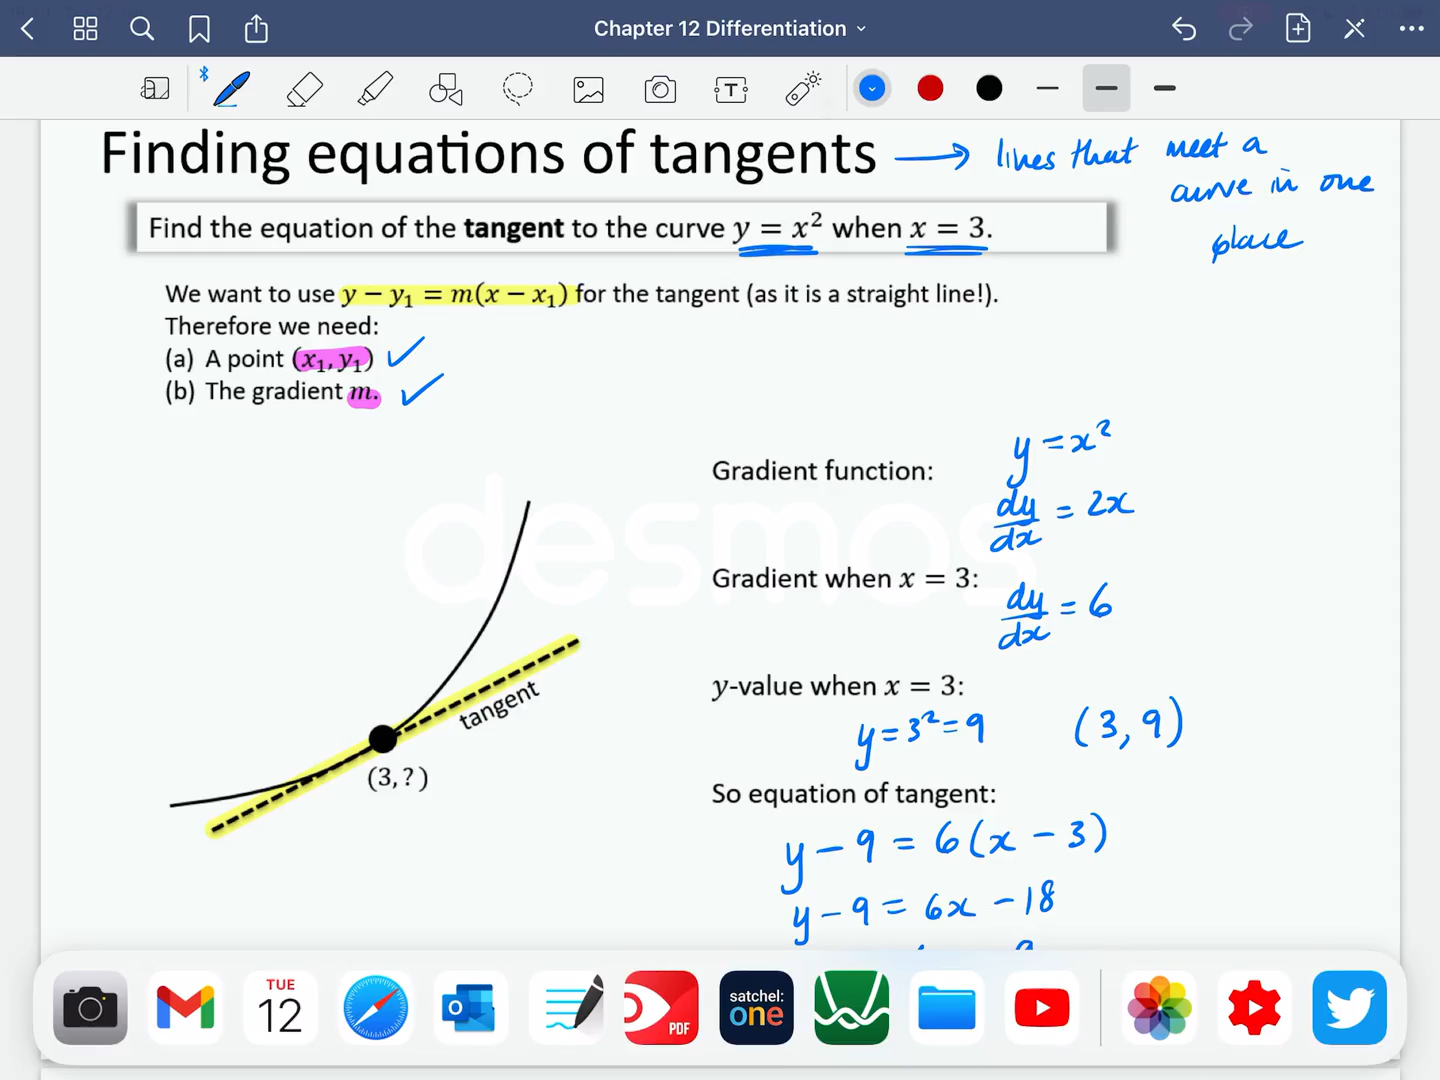 Chapter 12 Differentiation
T
Finding equations of tangents → lines that meet a
curve in one
place
Find the equation of the tangent to the curve y = x² when x = 3.
We want to use y − y₁ = m(x − x₁) for the tangent (as it is a straight line!).
Therefore we need:
(a) A point (x₁, y₁) ✓
(b) The gradient m. ✓
desmos
Gradient function:
y = x²
dy/dx = 2x
Gradient when x = 3:
dy/dx = 6
tangent
(3, ?)
y-value when x = 3:
y = 3² = 9 (3, 9)
So equation of tangent:
y − 9 = 6(x − 3)
y − 9 = 6x − 18
TUE
12
PDF
satchel:
one